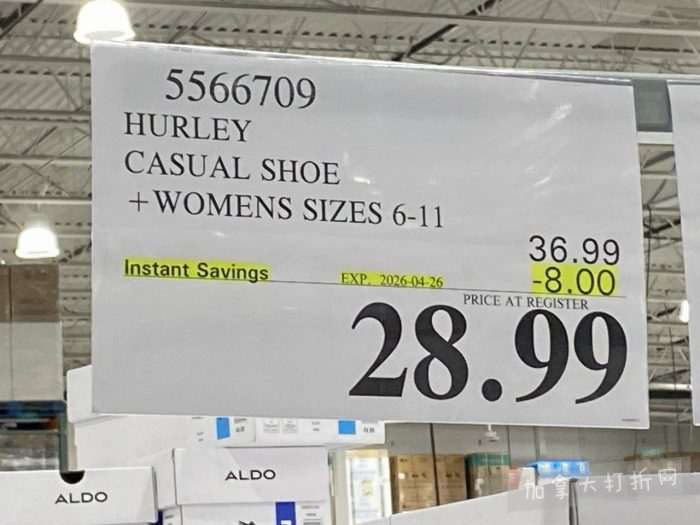 5566709
HURLEY
CASUAL SHOE
+WOMENS SIZES 6-11
36.99
Instant Savings EXP. 2026-04-26 -8.00
PRICE AT REGISTER
28.99
ALDO
ALDO
加拿大打折网